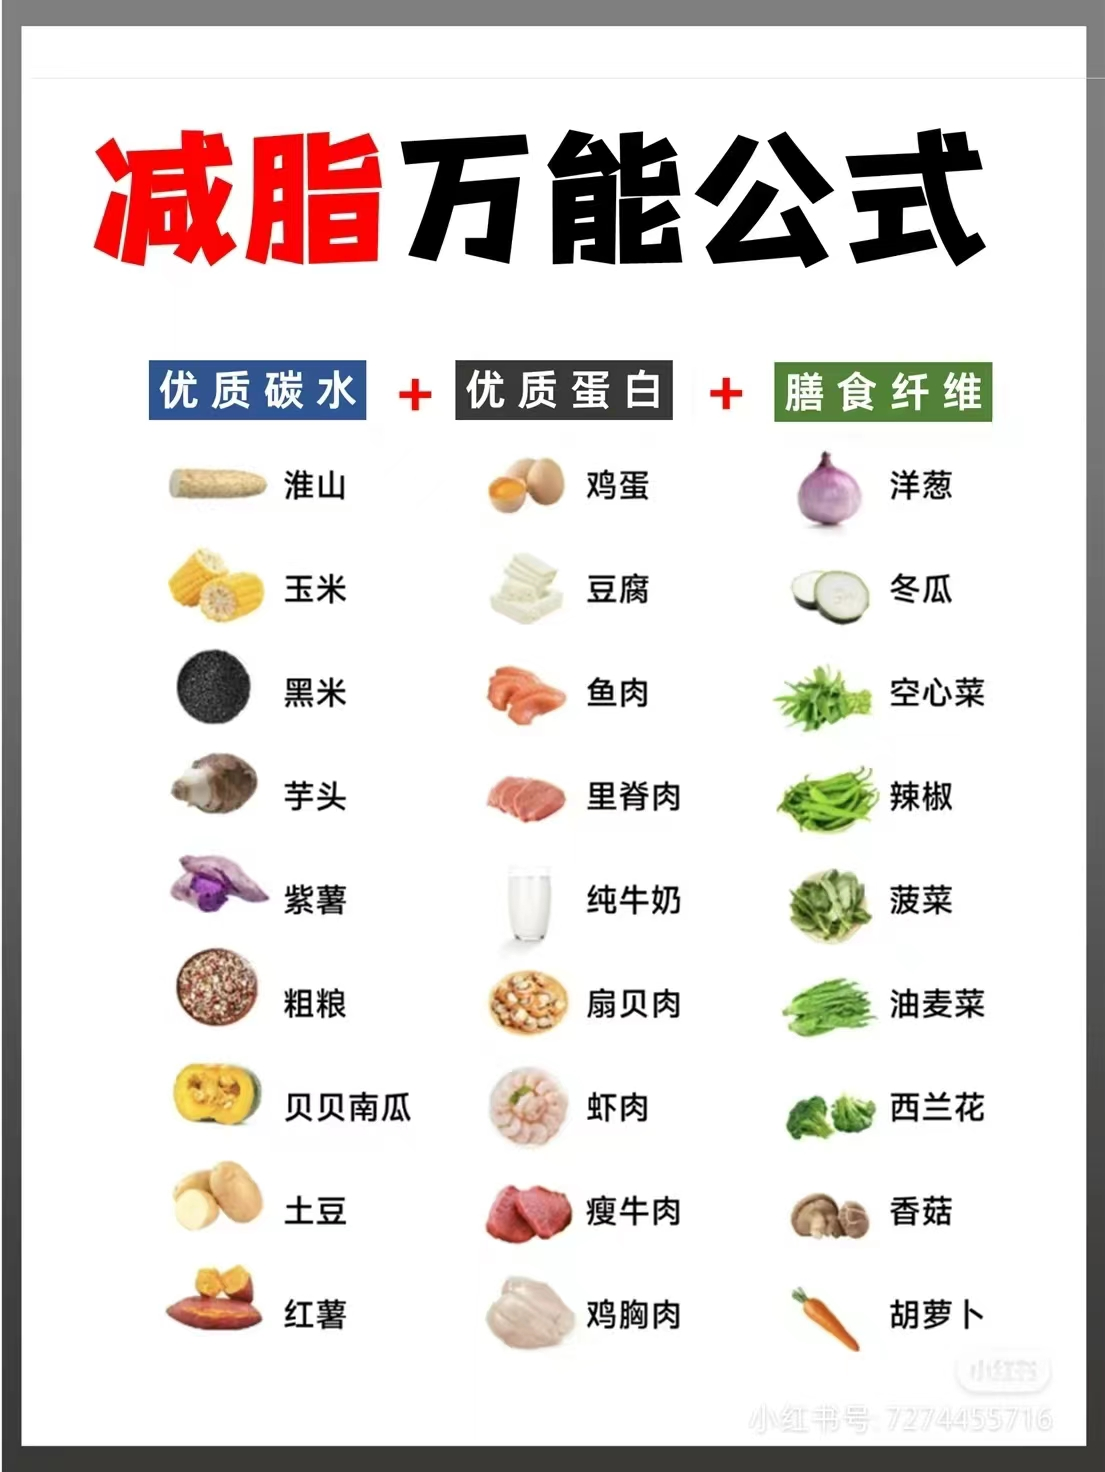 减脂万能公式
优质碳水 + 优质蛋白 + 膳食纤维
淮山 鸡蛋 洋葱
玉米 豆腐 冬瓜
黑米 鱼肉 空心菜
芋头 里脊肉 辣椒
紫薯 纯牛奶 菠菜
粗粮 扇贝肉 油麦菜
贝贝南瓜 虾肉 西兰花
土豆 瘦牛肉 香菇
红薯 鸡胸肉 胡萝卜
小红书
小红书号: 7274455716